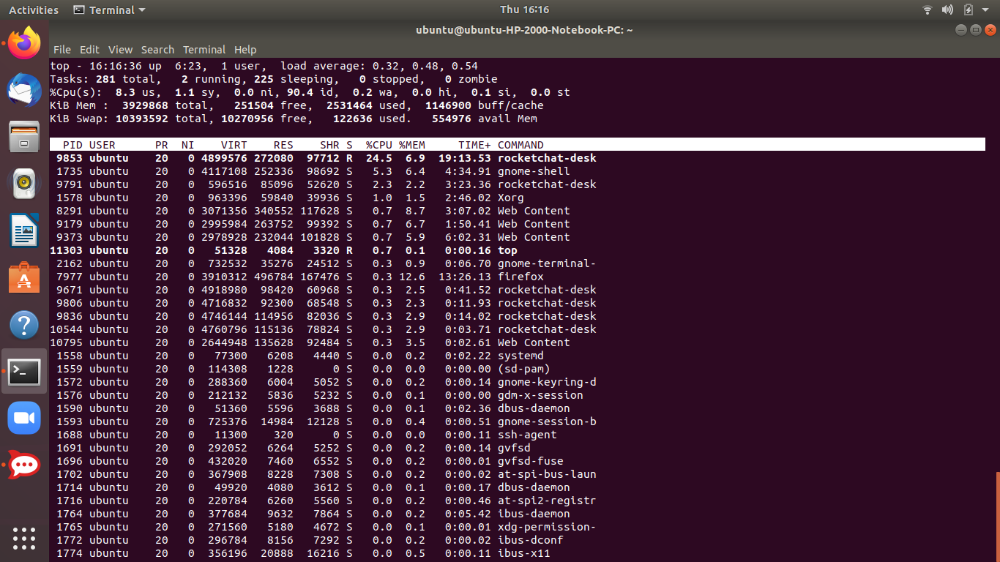 Activities Terminal Thu 16:16
ubuntu@ubuntu-HP-2000-Notebook-PC: ~
File Edit View Search Terminal Help
top - 16:16:36 up  6:23,  1 user,  load average: 0.32, 0.48, 0.54
Tasks: 281 total,   2 running, 225 sleeping,   0 stopped,   0 zombie
%Cpu(s):  8.3 us,  1.1 sy,  0.0 ni, 90.4 id,  0.2 wa,  0.0 hi,  0.1 si,  0.0 st
KiB Mem :  3929868 total,   251504 free,  2531464 used,  1146900 buff/cache
KiB Swap: 10393592 total, 10270956 free,   122636 used.   554976 avail Mem
PID USER PR NI VIRT RES SHR S %CPU %MEM TIME+ COMMAND
9853 ubuntu 20 0 4899576 272080 97712 R 24.5 6.9 19:13.53 rocketchat-desk
1735 ubuntu 20 0 4117108 252336 98692 S 5.3 6.4 4:34.91 gnome-shell
9791 ubuntu 20 0 596516 85096 52620 S 2.3 2.2 3:23.36 rocketchat-desk
1578 ubuntu 20 0 963396 59840 39936 S 1.0 1.5 2:46.02 Xorg
8291 ubuntu 20 0 3071356 340552 117628 S 0.7 8.7 3:07.02 Web Content
9179 ubuntu 20 0 2995984 263752 99392 S 0.7 6.7 1:50.41 Web Content
9373 ubuntu 20 0 2978928 232044 101828 S 0.7 5.9 6:02.31 Web Content
11303 ubuntu 20 0 51328 4084 3320 R 0.7 0.1 0:00.16 top
2162 ubuntu 20 0 732532 35276 24512 S 0.3 0.9 0:06.70 gnome-terminal-
7977 ubuntu 20 0 3910312 496784 167476 S 0.3 12.6 13:26.13 firefox
9671 ubuntu 20 0 4918980 98420 60968 S 0.3 2.5 0:41.52 rocketchat-desk
9806 ubuntu 20 0 4716832 92300 68548 S 0.3 2.3 0:11.93 rocketchat-desk
9836 ubuntu 20 0 4746144 114956 82036 S 0.3 2.9 0:14.02 rocketchat-desk
10544 ubuntu 20 0 4760796 115136 78824 S 0.3 2.9 0:03.71 rocketchat-desk
10795 ubuntu 20 0 2644948 135628 92484 S 0.3 3.5 0:02.61 Web Content
1558 ubuntu 20 0 77300 6208 4440 S 0.0 0.2 0:02.22 systemd
1559 ubuntu 20 0 114308 1228 0 S 0.0 0.0 0:00.00 (sd-pam)
1572 ubuntu 20 0 288360 6004 5052 S 0.0 0.2 0:00.14 gnome-keyring-d
1576 ubuntu 20 0 212132 5836 5232 S 0.0 0.1 0:00.00 gdm-x-session
1590 ubuntu 20 0 51360 5596 3688 S 0.0 0.1 0:02.36 dbus-daemon
1593 ubuntu 20 0 725376 14984 12128 S 0.0 0.4 0:00.51 gnome-session-b
1688 ubuntu 20 0 11300 320 0 S 0.0 0.0 0:00.11 ssh-agent
1691 ubuntu 20 0 292052 6264 5252 S 0.0 0.2 0:00.14 gvfsd
1696 ubuntu 20 0 432020 7460 6552 S 0.0 0.2 0:00.01 gvfsd-fuse
1702 ubuntu 20 0 367908 8228 7308 S 0.0 0.2 0:00.02 at-spi-bus-laun
1714 ubuntu 20 0 49920 4080 3612 S 0.0 0.1 0:00.17 dbus-daemon
1716 ubuntu 20 0 220784 6260 5560 S 0.0 0.2 0:00.46 at-spi2-registr
1764 ubuntu 20 0 377684 9632 7864 S 0.0 0.2 0:05.42 ibus-daemon
1765 ubuntu 20 0 271560 5180 4672 S 0.0 0.1 0:00.01 xdg-permission-
1772 ubuntu 20 0 296784 8156 7292 S 0.0 0.2 0:00.02 ibus-dconf
1774 ubuntu 20 0 356196 20888 16216 S 0.0 0.5 0:00.11 ibus-x11